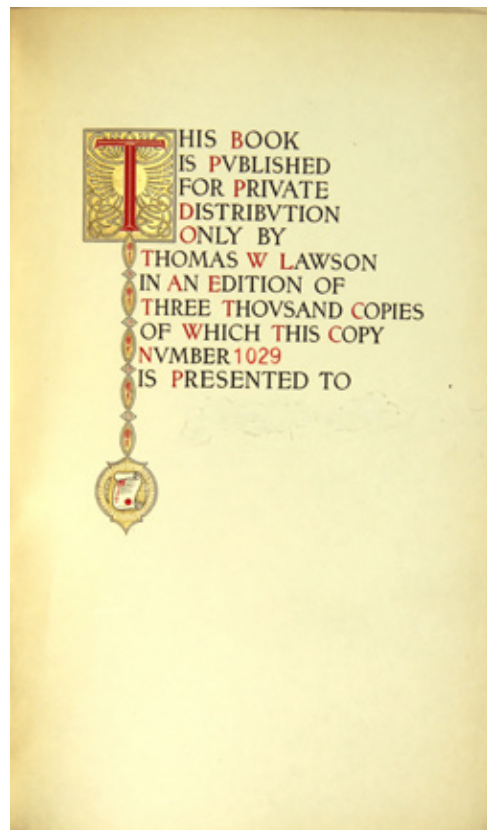 THIS BOOK
IS PVBLISHED
FOR PRIVATE
DISTRIBVTION
ONLY BY
THOMAS W LAWSON
IN AN EDITION OF
THREE THOVSAND COPIES
OF WHICH THIS COPY
NVMBER 1029
IS PRESENTED TO